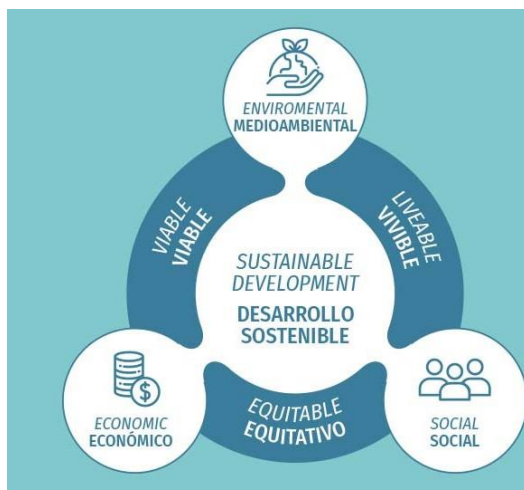 ENVIROMENTAL
MEDIOAMBIENTAL
VIABLE
VIABLE
LIVEABLE
VIVIBLE
SUSTAINABLE
DEVELOPMENT
DESARROLLO
SOSTENIBLE
ECONOMIC
ECONÓMICO
EQUITABLE
EQUITATIVO
SOCIAL
SOCIAL